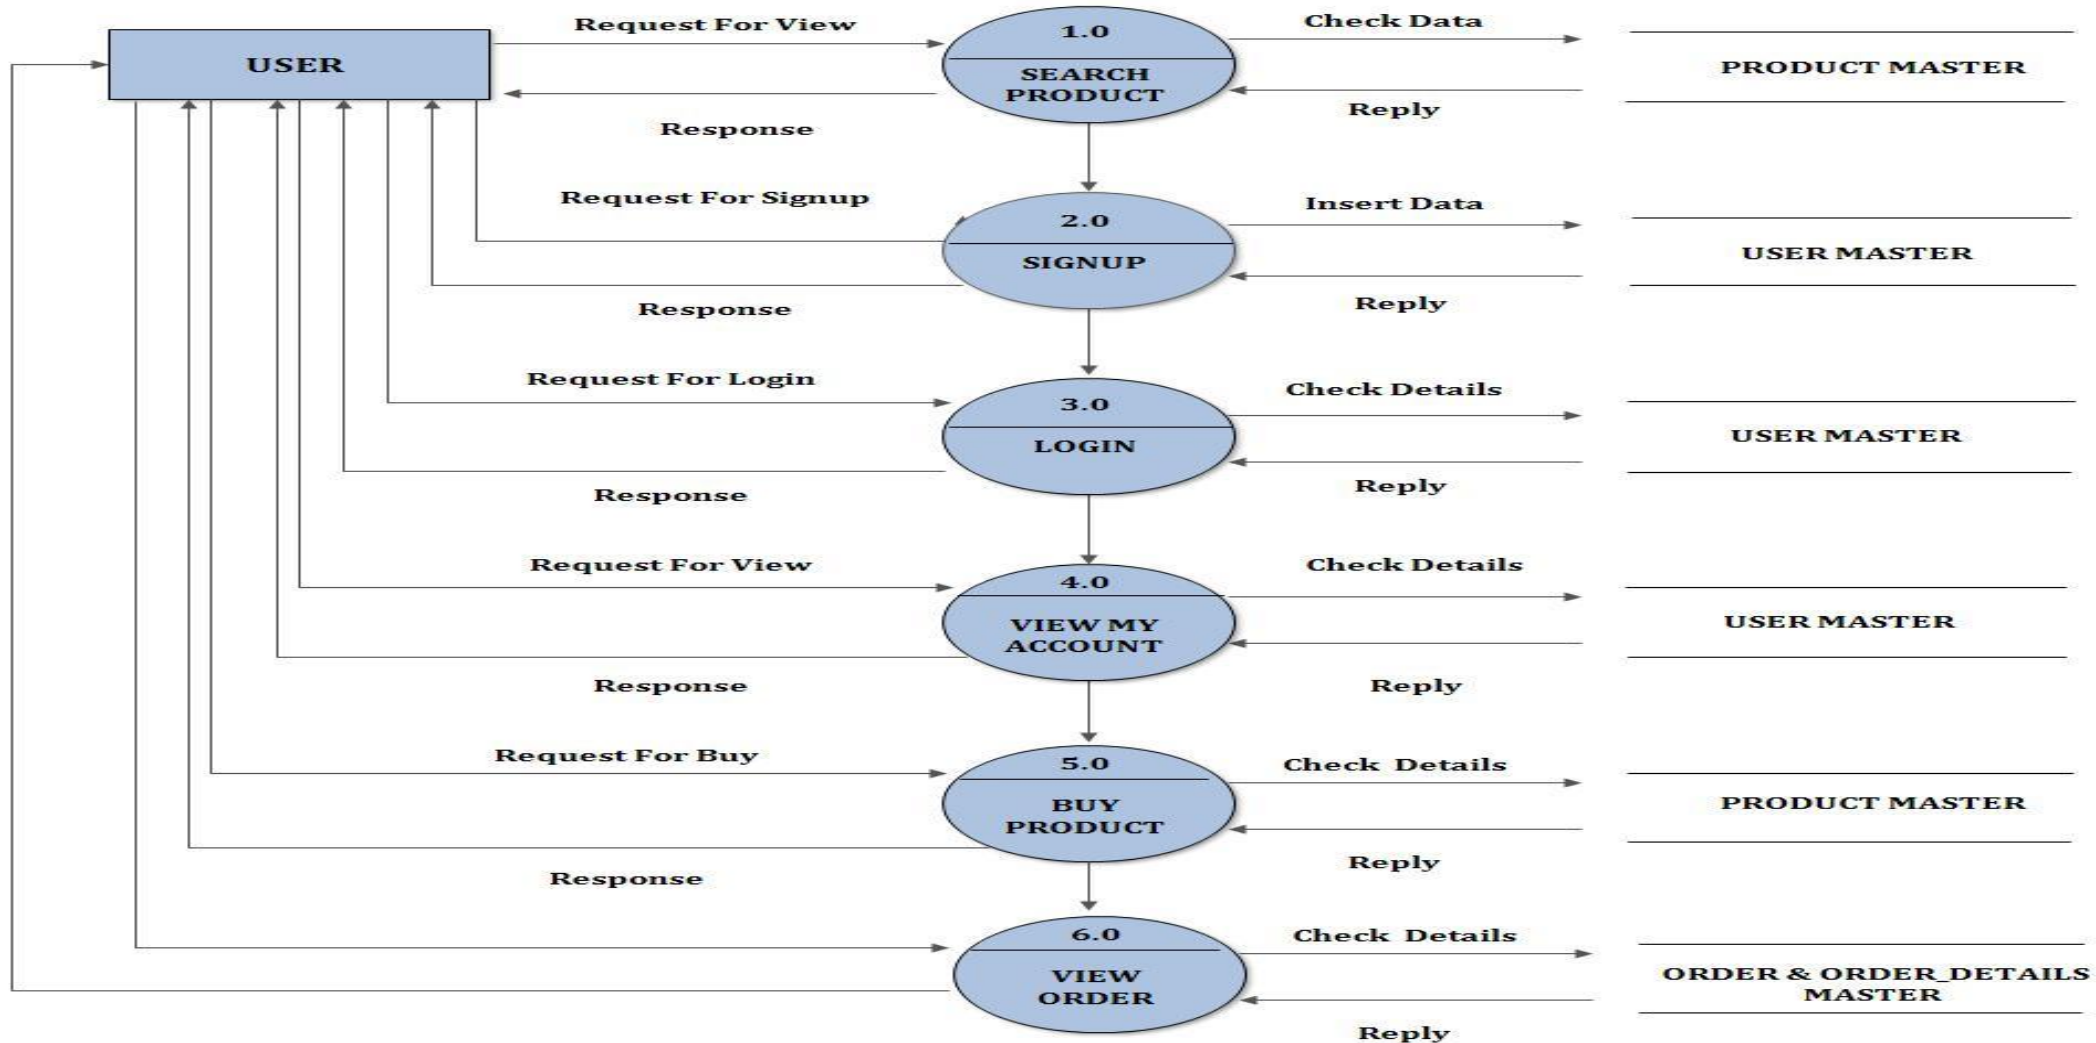 Request For View
1.0
Check Data
USER
SEARCH
PRODUCT
PRODUCT MASTER
Response
Reply
Request For Signup
2.0
Insert Data
SIGNUP
USER MASTER
Response
Reply
Request For Login
3.0
Check Details
LOGIN
USER MASTER
Response
Reply
Request For View
4.0
Check Details
VIEW MY
ACCOUNT
USER MASTER
Response
Reply
Request For Buy
5.0
Check Details
BUY
PRODUCT
PRODUCT MASTER
Response
Reply
6.0
Check Details
VIEW
ORDER
ORDER & ORDER_DETAILS
MASTER
Reply